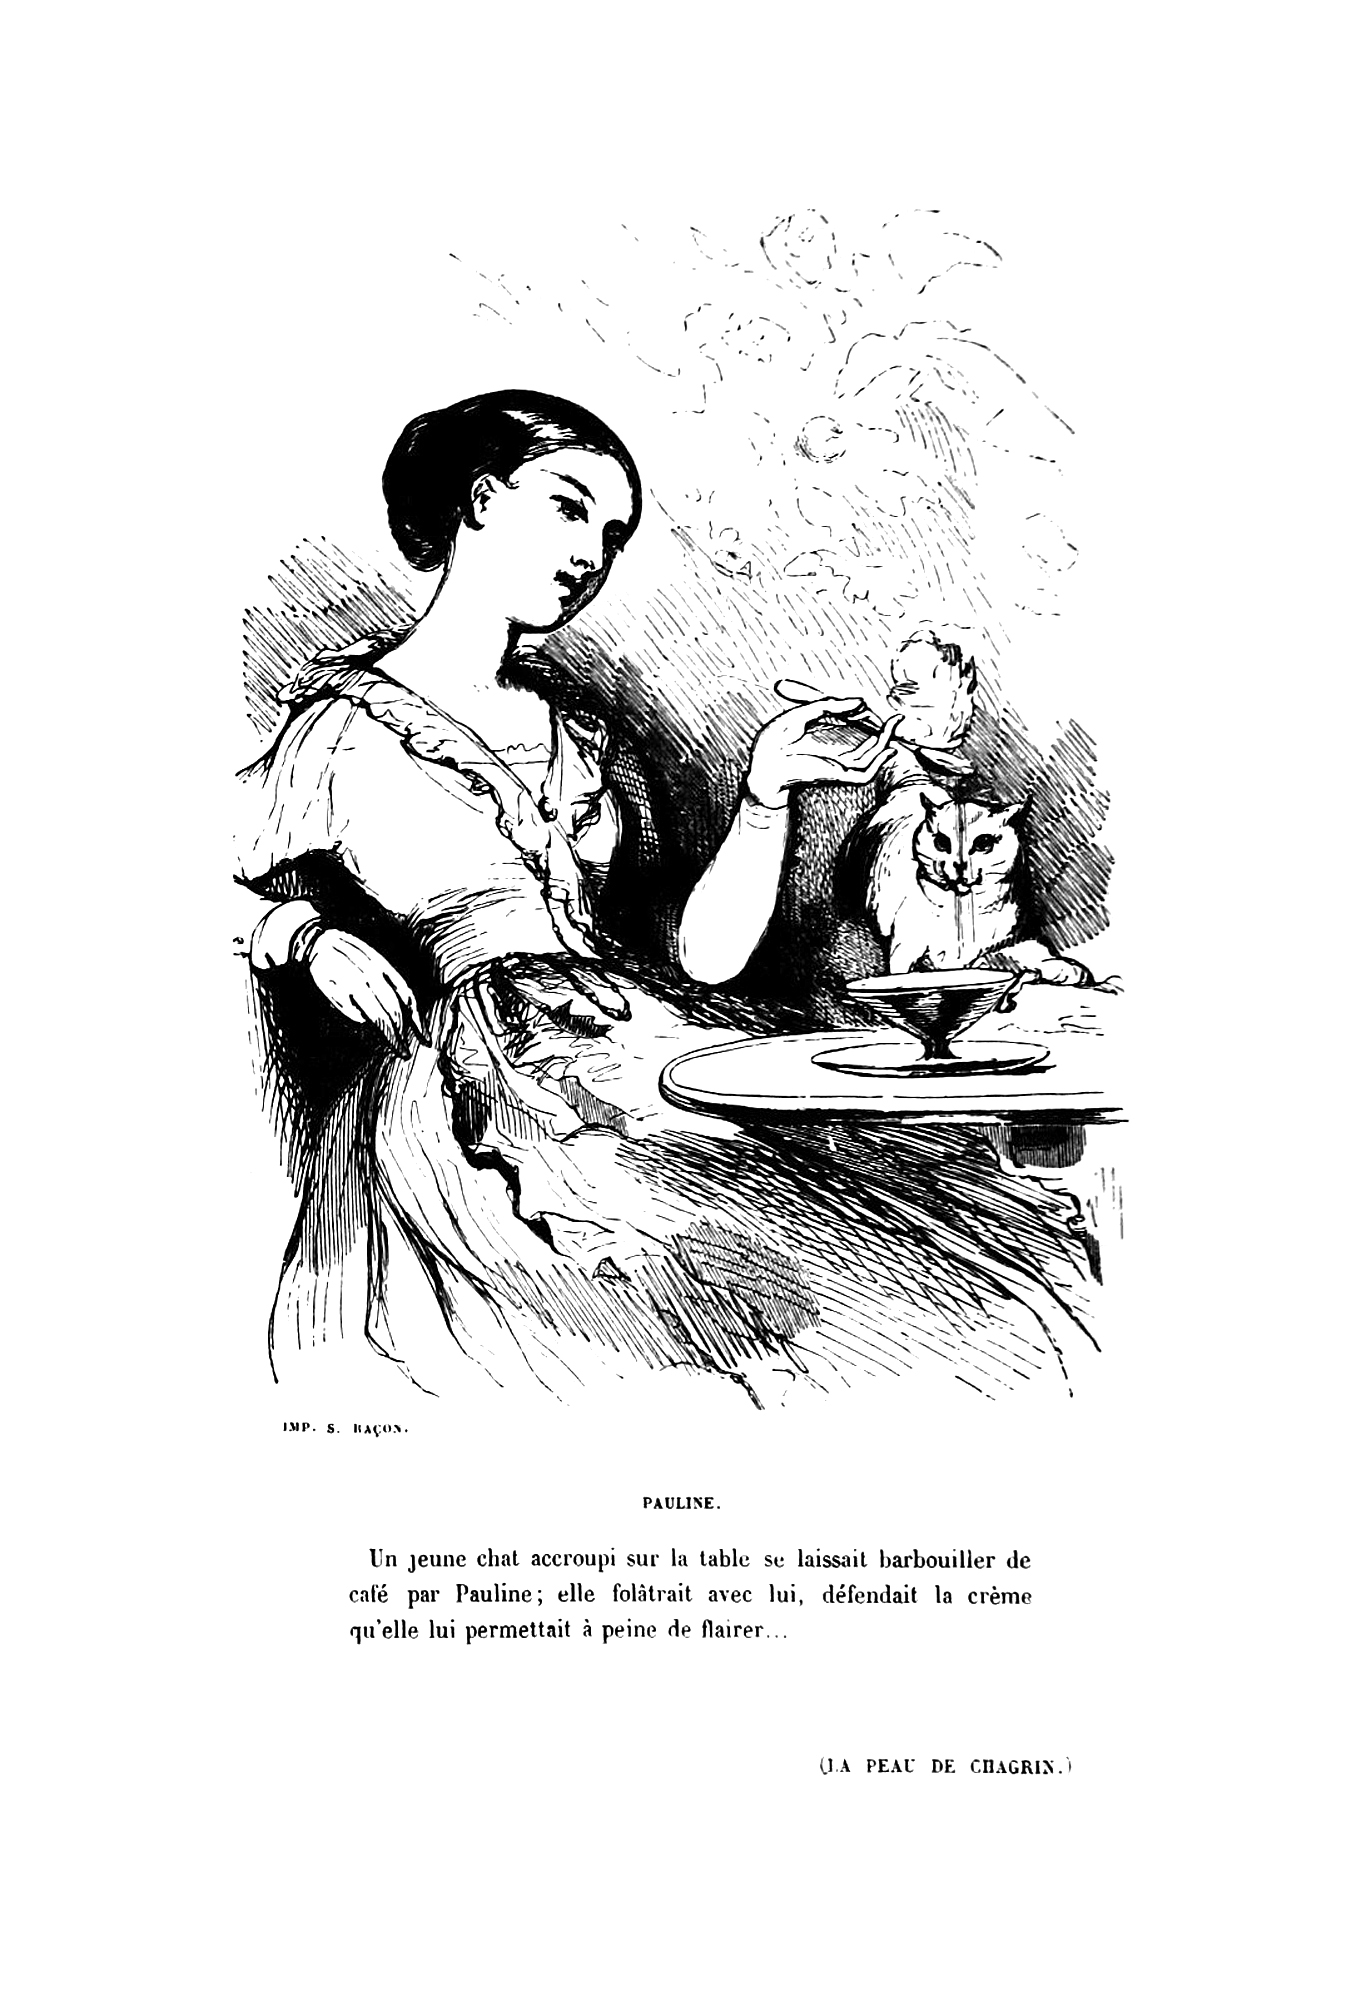 IMP. S. RAÇON.
PAULINE.
Un jeune chat accroupi sur la table se laissait barbouiller de
café par Pauline; elle folâtrait avec lui, défendait la crème
qu'elle lui permettait à peine de flairer...
(LA PEAU DE CHAGRIN.)